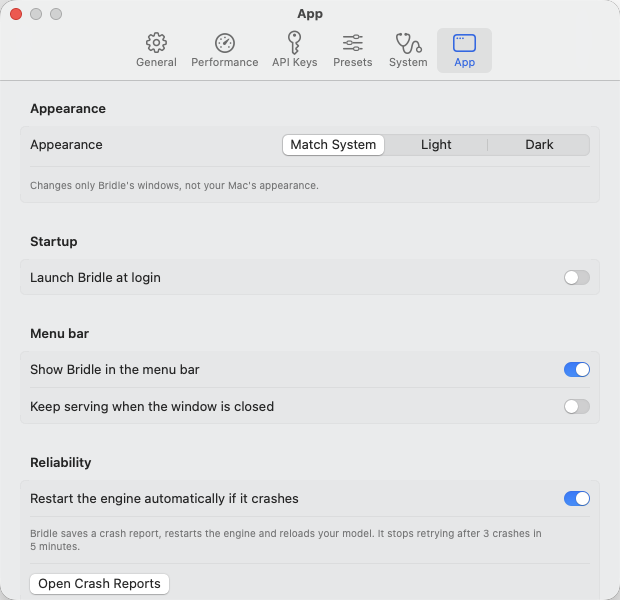 App
General
Performance
API Keys
Presets
System
App
Appearance
Appearance
Match System
Light
Dark
Changes only Bridle's windows, not your Mac's appearance.
Startup
Launch Bridle at login
Menu bar
Show Bridle in the menu bar
Keep serving when the window is closed
Reliability
Restart the engine automatically if it crashes
Bridle saves a crash report, restarts the engine and reloads your model. It stops retrying after 3 crashes in
5 minutes.
Open Crash Reports